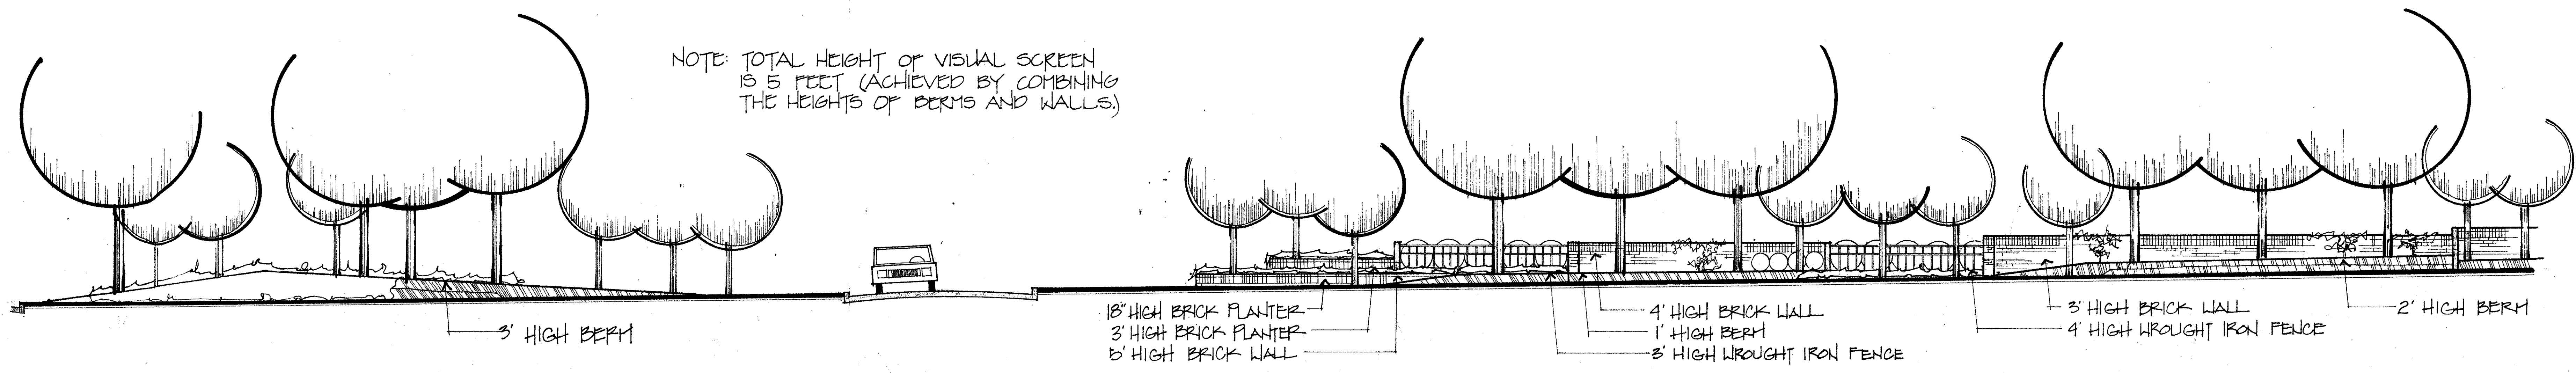 NOTE: TOTAL HEIGHT OF VISUAL SCREEN
IS 5 FEET (ACHIEVED BY COMBINING
THE HEIGHTS OF BERMS AND WALLS.)
3' HIGH BERM
18" HIGH BRICK PLANTER
3' HIGH BRICK PLANTER
5' HIGH BRICK WALL
4' HIGH BRICK WALL
1' HIGH BERM
3' HIGH WROUGHT IRON FENCE
3' HIGH BRICK WALL
4' HIGH WROUGHT IRON FENCE
2' HIGH BERM